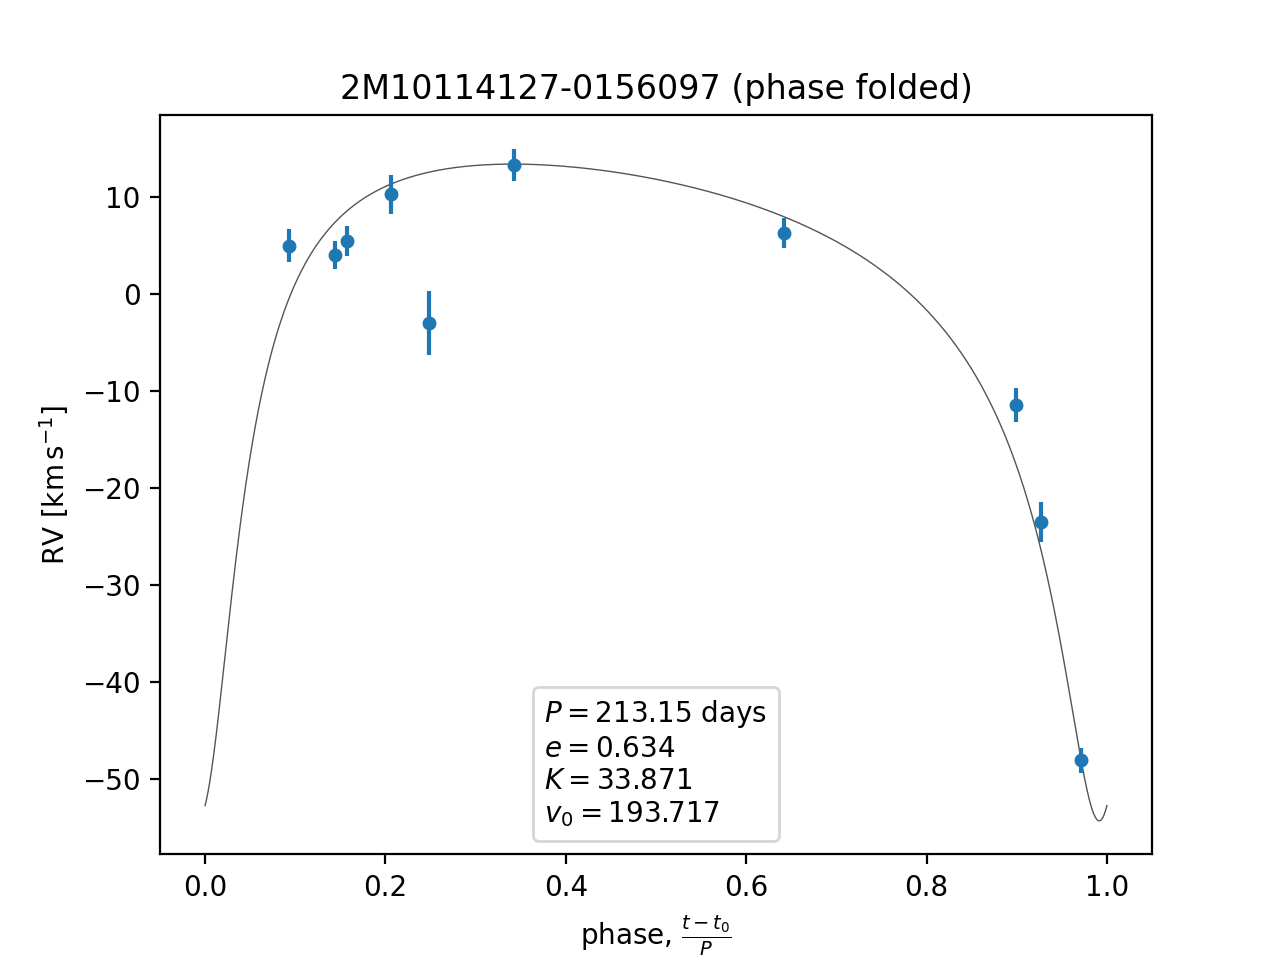 2M10114127-0156097 (phase folded)
10
0
−10
−20
−30
−40
−50
RV [km s⁻¹]
P = 213.15 days
e = 0.634
K = 33.871
v₀ = 193.717
0.0 0.2 0.4 0.6 0.8 1.0
phase, (t − t₀)/P